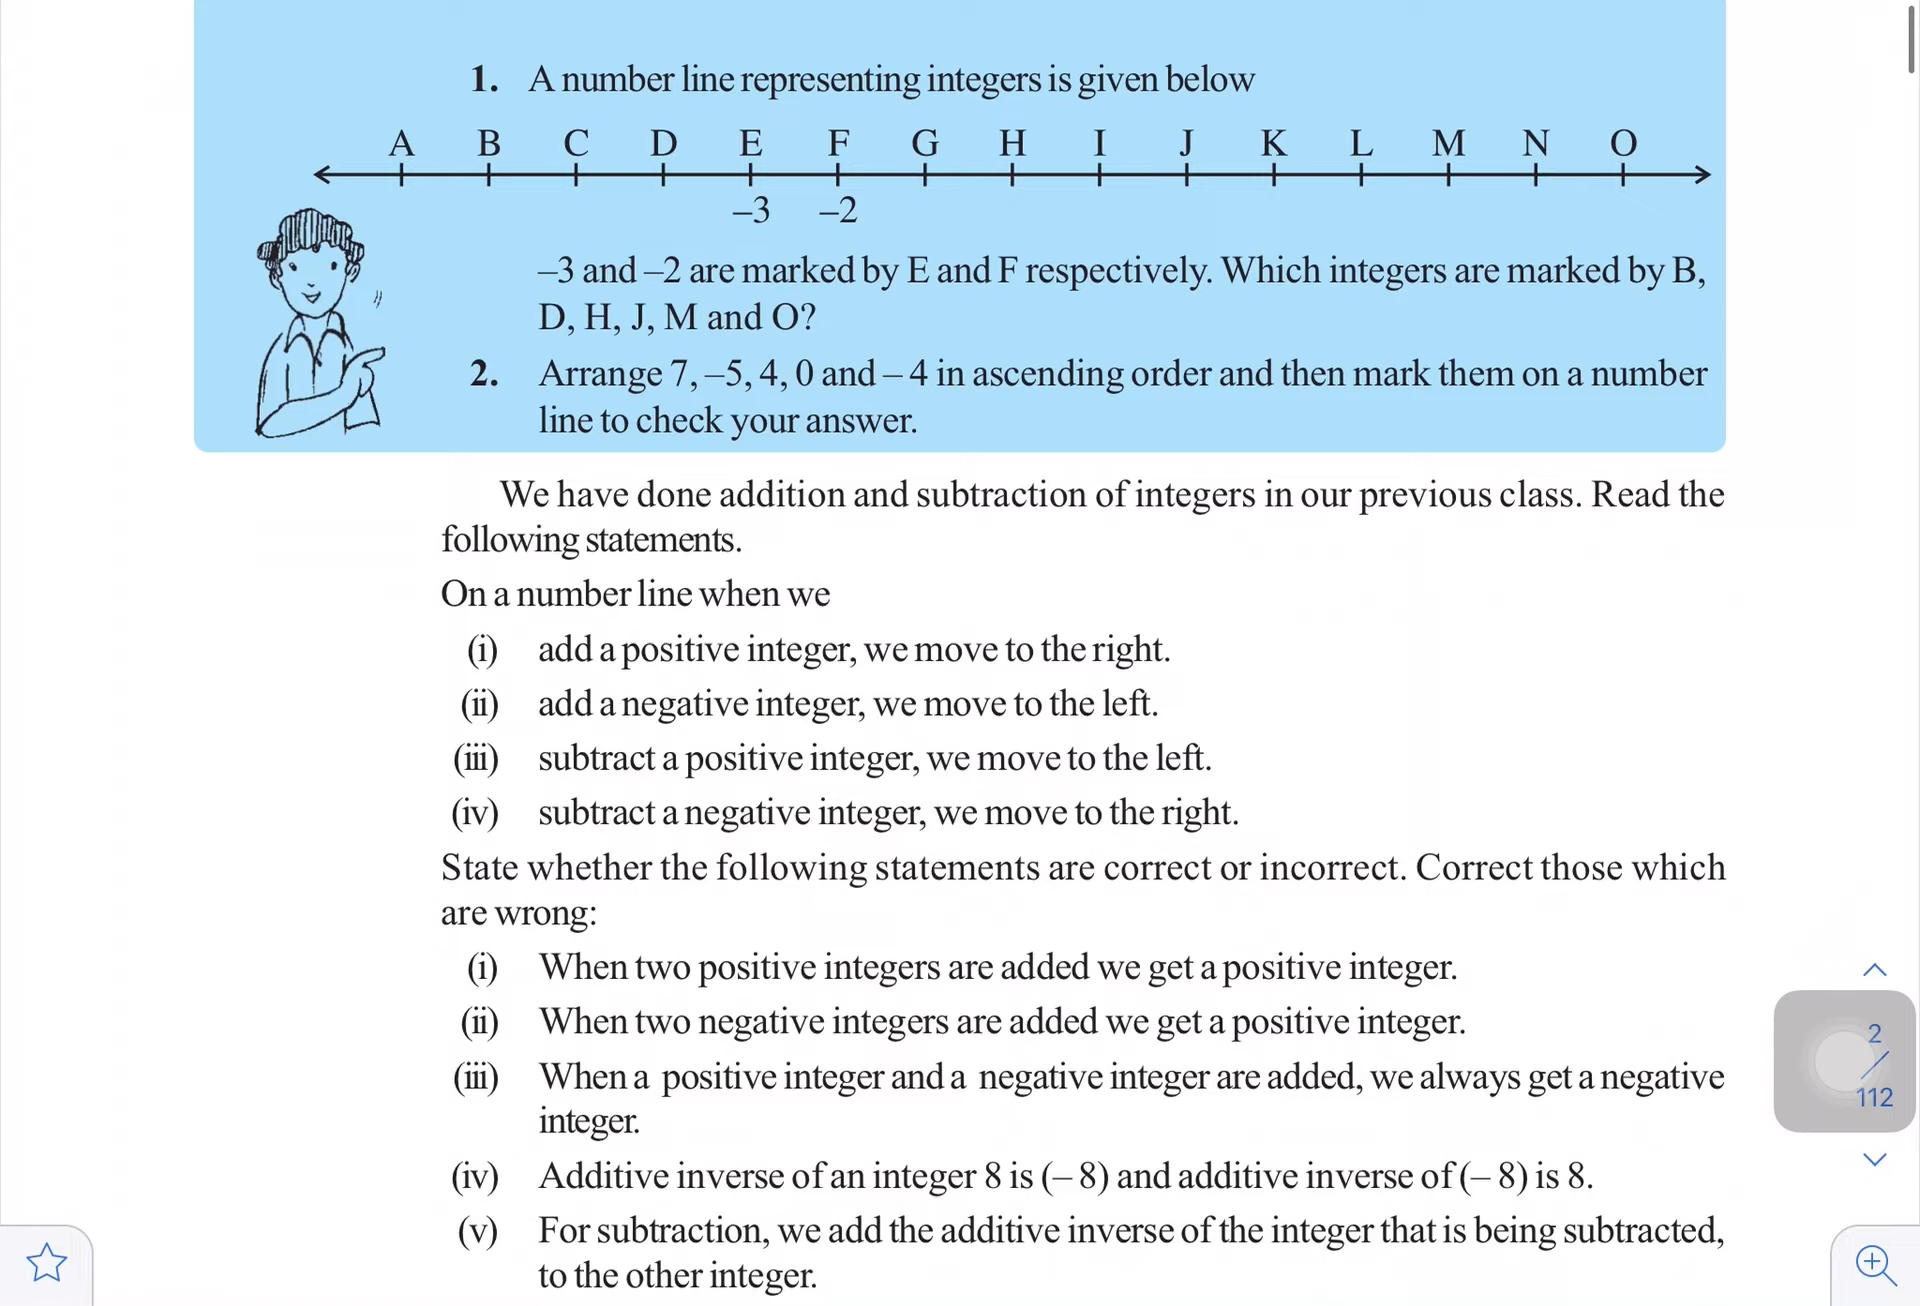 1. A number line representing integers is given below
A B C D E F G H I J K L M N O
–3 –2
–3 and –2 are marked by E and F respectively. Which integers are marked by B,
D, H, J, M and O?
2. Arrange 7, –5, 4, 0 and – 4 in ascending order and then mark them on a number
line to check your answer.
We have done addition and subtraction of integers in our previous class. Read the
following statements.
On a number line when we
(i) add a positive integer, we move to the right.
(ii) add a negative integer, we move to the left.
(iii) subtract a positive integer, we move to the left.
(iv) subtract a negative integer, we move to the right.
State whether the following statements are correct or incorrect. Correct those which
are wrong:
(i) When two positive integers are added we get a positive integer.
(ii) When two negative integers are added we get a positive integer.
(iii) When a positive integer and a negative integer are added, we always get a negative
integer.
(iv) Additive inverse of an integer 8 is (– 8) and additive inverse of (– 8) is 8.
(v) For subtraction, we add the additive inverse of the integer that is being subtracted,
to the other integer.
2
/
112